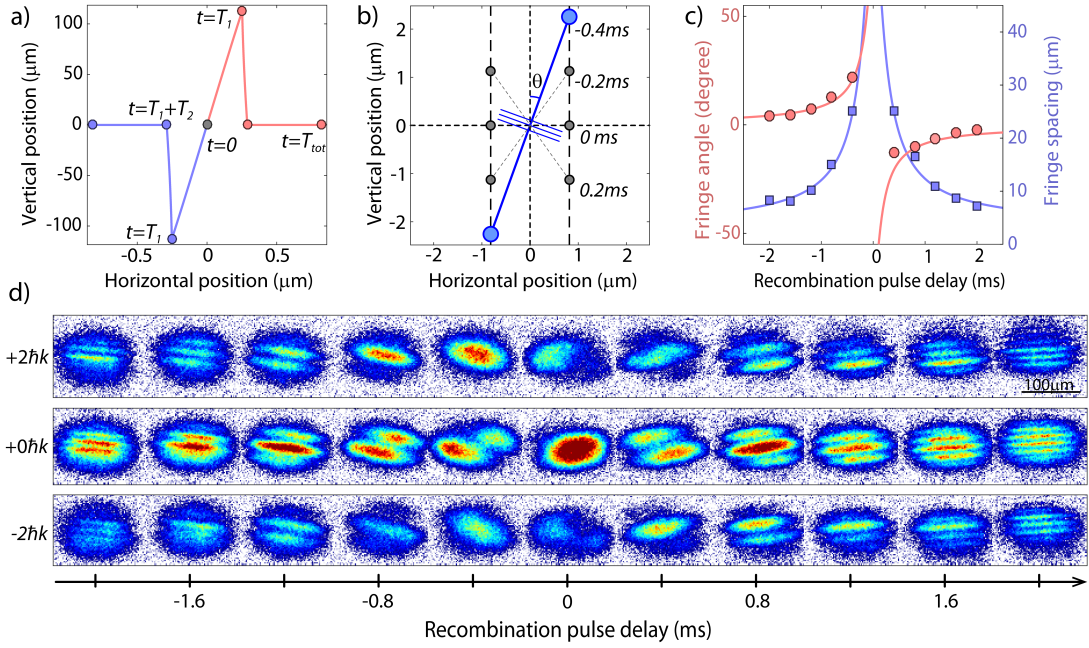 a)
Vertical position (μm)
100
50
0
-50
-100
t=T1
t=T1+T2
t=0
t=Ttot
t=T1
-0.5
0
0.5
Horizontal position (μm)
b)
2
1
0
-1
-2
θ
-0.4ms
-0.2ms
0 ms
0.2ms
-2
-1
0
1
2
Horizontal position (μm)
c)
Fringe angle (degree)
50
0
-50
40
30
20
10
0
Fringe spacing (μm)
-2
-1
0
1
2
Recombination pulse delay (ms)
d)
+2ħk
100μm
+0ħk
-2ħk
-1.6
-0.8
0
0.8
1.6
Recombination pulse delay (ms)